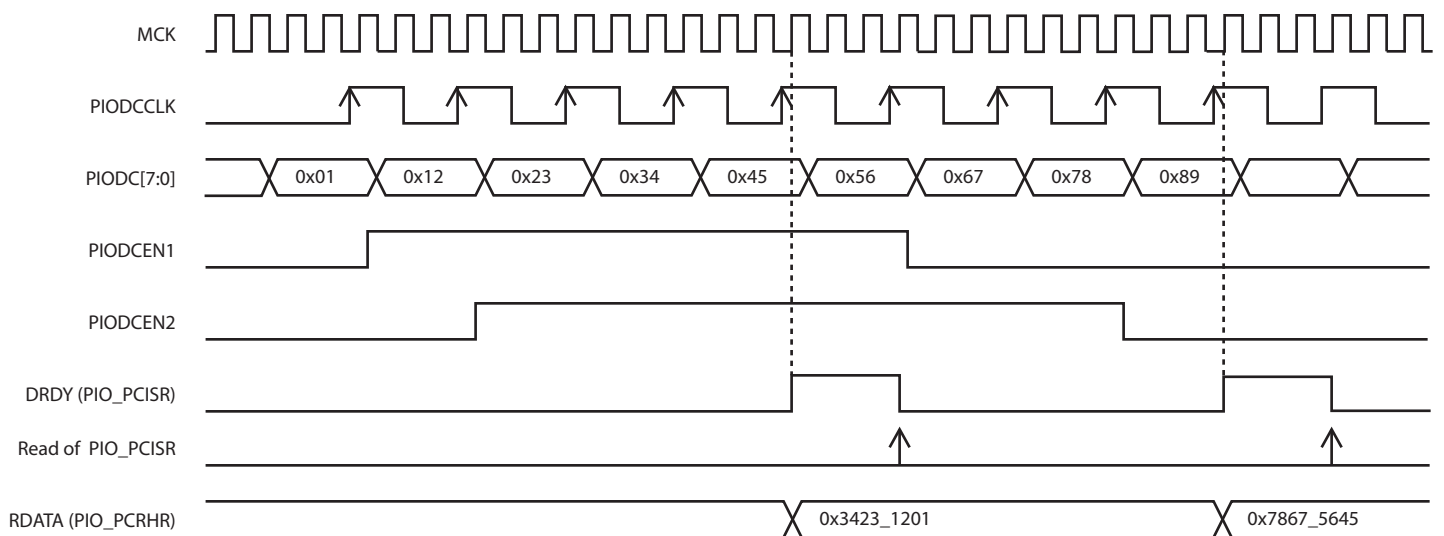 MCK
PIODCCLK
PIODC[7:0] 0x01 0x12 0x23 0x34 0x45 0x56 0x67 0x78 0x89
PIODCEN1
PIODCEN2
DRDY (PIO_PCISR)
Read of PIO_PCISR
RDATA (PIO_PCRHR) 0x3423_1201 0x7867_5645